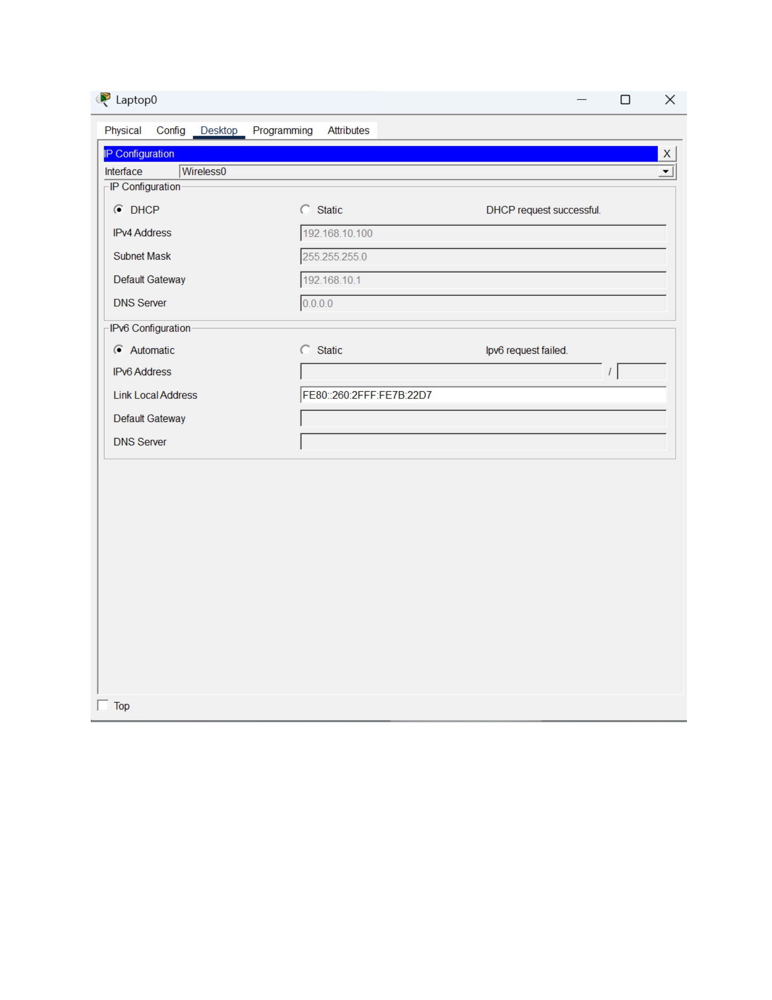 Laptop0
Physical Config Desktop Programming Attributes
IP Configuration X
Interface Wireless0
IP Configuration
DHCP Static DHCP request successful.
IPv4 Address 192.168.10.100
Subnet Mask 255.255.255.0
Default Gateway 192.168.10.1
DNS Server 0.0.0.0
IPv6 Configuration
Automatic Static Ipv6 request failed.
IPv6 Address /
Link Local Address FE80::260:2FFF:FE7B:22D7
Default Gateway
DNS Server
Top